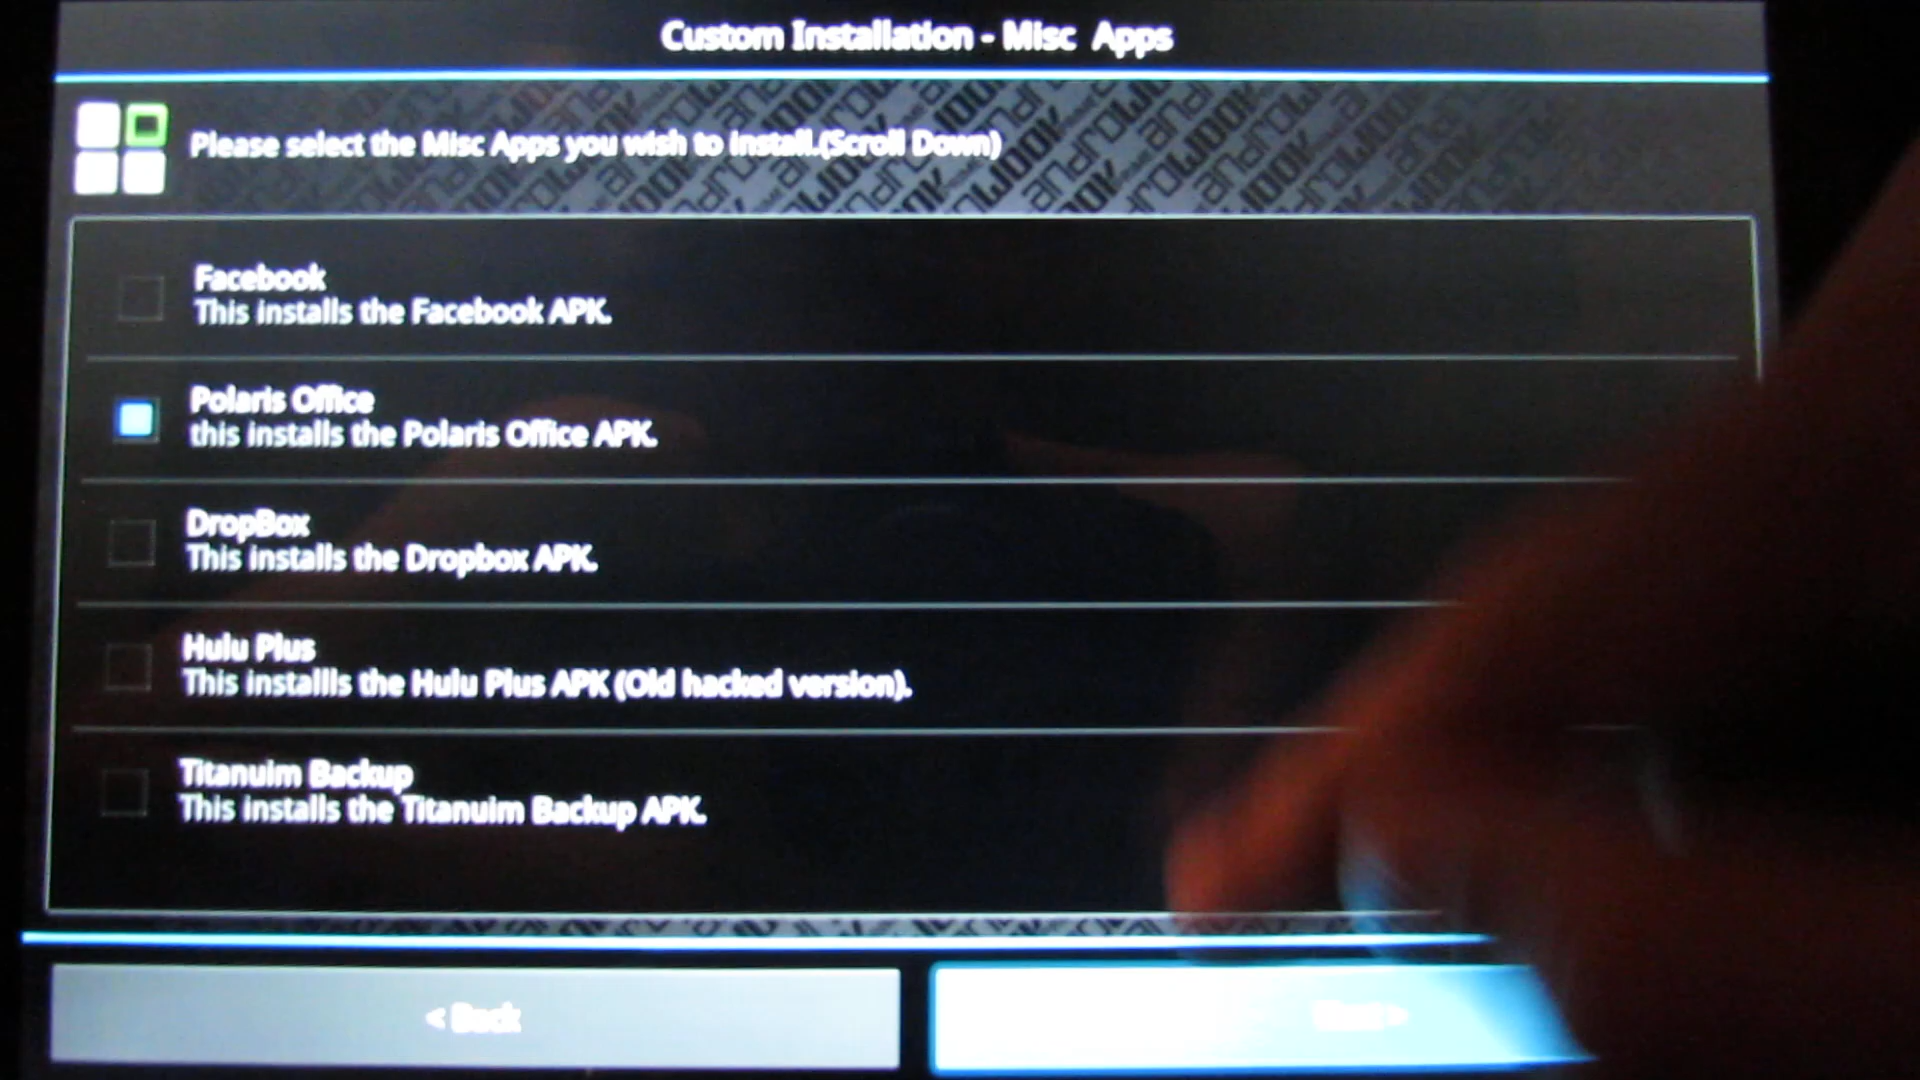 Custom Installation - Misc Apps
Please select the Misc Apps you wish to install.(Scroll Down)
Facebook
This installs the Facebook APK.
Polaris Office
this installs the Polaris Office APK.
DropBox
This installs the Dropbox APK.
Hulu Plus
This installls the Hulu Plus APK (Old hacked version).
Titanuim Backup
This installs the Titanuim Backup APK.
< Back
Next >